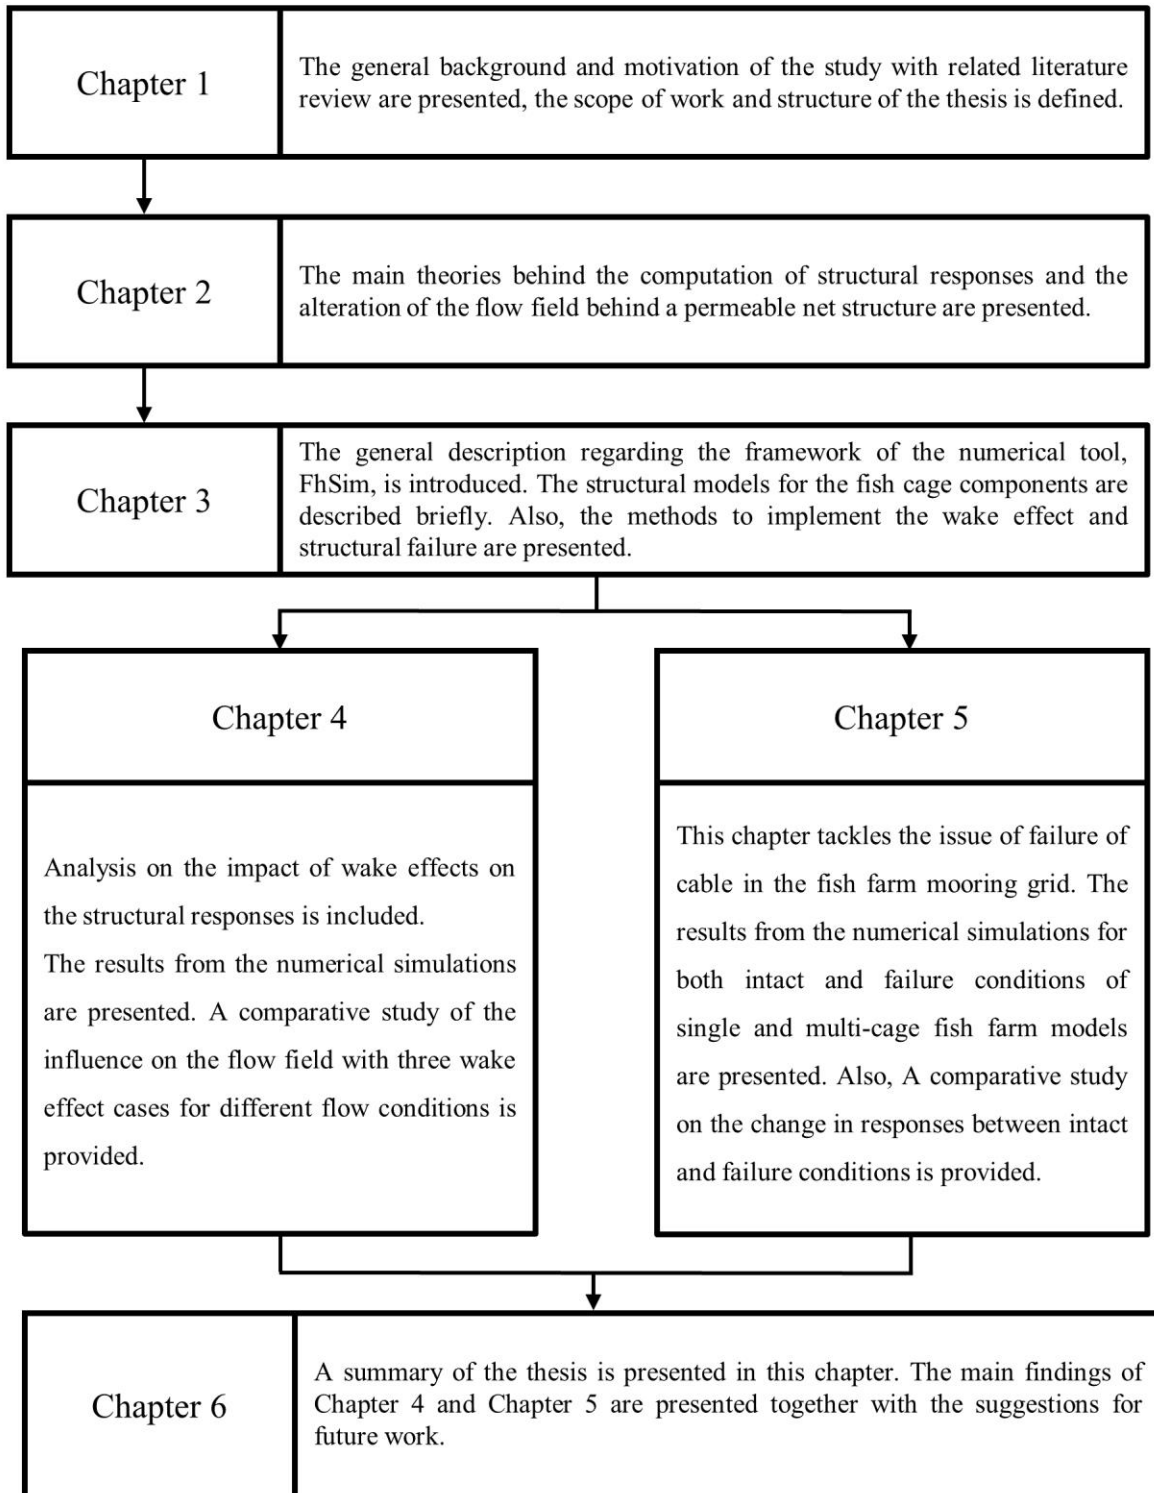 Chapter 1
The general background and motivation of the study with related literature
review are presented, the scope of work and structure of the thesis is defined.
Chapter 2
The main theories behind the computation of structural responses and the
alteration of the flow field behind a permeable net structure are presented.
Chapter 3
The general description regarding the framework of the numerical tool,
FhSim, is introduced. The structural models for the fish cage components are
described briefly. Also, the methods to implement the wake effect and
structural failure are presented.
Chapter 4
Analysis on the impact of wake effects on
the structural responses is included.
The results from the numerical simulations
are presented. A comparative study of the
influence on the flow field with three wake
effect cases for different flow conditions is
provided.
Chapter 5
This chapter tackles the issue of failure of
cable in the fish farm mooring grid. The
results from the numerical simulations for
both intact and failure conditions of
single and multi-cage fish farm models
are presented. Also, A comparative study
on the change in responses between intact
and failure conditions is provided.
Chapter 6
A summary of the thesis is presented in this chapter. The main findings of
Chapter 4 and Chapter 5 are presented together with the suggestions for
future work.